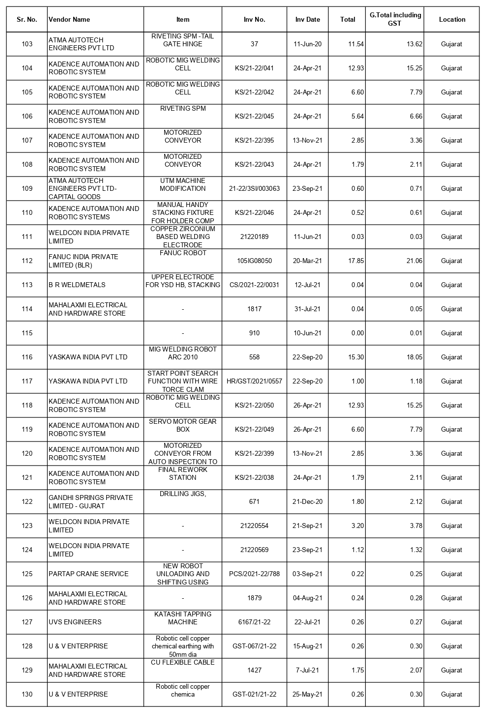 Sr. No. Vendor Name Item Inv No. Inv Date Total G.Total including GST Location
103 ATMA AUTOTECH ENGINEERS PVT LTD RIVETING SPM -TAIL GATE HINGE 37 11-Jun-20 11.54 13.62 Gujarat
104 KADENCE AUTOMATION AND ROBOTIC SYSTEM ROBOTIC MIG WELDING CELL KS/21-22/041 24-Apr-21 12.93 15.25 Gujarat
105 KADENCE AUTOMATION AND ROBOTIC SYSTEM ROBOTIC MIG WELDING CELL KS/21-22/042 24-Apr-21 6.60 7.79 Gujarat
106 KADENCE AUTOMATION AND ROBOTIC SYSTEM RIVETING SPM KS/21-22/045 24-Apr-21 5.64 6.66 Gujarat
107 KADENCE AUTOMATION AND ROBOTIC SYSTEM MOTORIZED CONVEYOR KS/21-22/395 13-Nov-21 2.85 3.36 Gujarat
108 KADENCE AUTOMATION AND ROBOTIC SYSTEM MOTORIZED CONVEYOR KS/21-22/043 24-Apr-21 1.79 2.11 Gujarat
109 ATMA AUTOTECH ENGINEERS PVT LTD- CAPITAL GOODS UTM MACHINE MODIFICATION 21-22/3SI/003063 23-Sep-21 0.60 0.71 Gujarat
110 KADENCE AUTOMATION AND ROBOTIC SYSTEMS MANUAL HANDY STACKING FIXTURE FOR HOLDER COMP KS/21-22/046 24-Apr-21 0.52 0.61 Gujarat
111 WELDCON INDIA PRIVATE LIMITED COPPER ZIRCONIUM BASED WELDING ELECTRODE 21220189 11-Jun-21 0.03 0.03 Gujarat
112 FANUC INDIA PRIVATE LIMITED (BLR) FANUC ROBOT 105IG08050 20-Mar-21 17.85 21.06 Gujarat
113 B R WELDMETALS UPPER ELECTRODE FOR YSD HB, STACKING CS/2021-22/0031 12-Jul-21 0.04 0.04 Gujarat
114 MAHALAXMI ELECTRICAL AND HARDWARE STORE - 1817 31-Jul-21 0.04 0.05 Gujarat
115 - 910 10-Jun-21 0.00 0.01 Gujarat
116 YASKAWA INDIA PVT LTD MIG WELDING ROBOT ARC 2010 558 22-Sep-20 15.30 18.05 Gujarat
117 YASKAWA INDIA PVT LTD START POINT SEARCH FUNCTION WITH WIRE TORCE CLAM HR/GST/2021/0557 22-Sep-20 1.00 1.18 Gujarat
118 KADENCE AUTOMATION AND ROBOTIC SYSTEM ROBOTIC MIG WELDING CELL KS/21-22/050 26-Apr-21 12.93 15.25 Gujarat
119 KADENCE AUTOMATION AND ROBOTIC SYSTEM SERVO MOTOR GEAR BOX KS/21-22/049 26-Apr-21 6.60 7.79 Gujarat
120 KADENCE AUTOMATION AND ROBOTIC SYSTEM MOTORIZED CONVEYOR FROM AUTO INSPECTION TO KS/21-22/399 13-Nov-21 2.85 3.36 Gujarat
121 KADENCE AUTOMATION AND ROBOTIC SYSTEM FINAL REWORK STATION KS/21-22/038 24-Apr-21 1.79 2.11 Gujarat
122 GANDHI SPRINGS PRIVATE LIMITED - GUJRAT DRILLING JIGS, 671 21-Dec-20 1.80 2.12 Gujarat
123 WELDCON INDIA PRIVATE LIMITED - 21220554 21-Sep-21 3.20 3.78 Gujarat
124 WELDCON INDIA PRIVATE LIMITED - 21220569 23-Sep-21 1.12 1.32 Gujarat
125 PARTAP CRANE SERVICE NEW ROBOT UNLOADING AND SHIFTING USING PCS/2021-22/788 03-Sep-21 0.22 0.25 Gujarat
126 MAHALAXMI ELECTRICAL AND HARDWARE STORE - 1879 04-Aug-21 0.24 0.28 Gujarat
127 UVS ENGINEERS KATASHI TAPPING MACHINE 6167/21-22 22-Jul-21 0.26 0.27 Gujarat
128 U & V ENTERPRISE Robotic cell copper chemical earthing with 50mm dia GST-067/21-22 15-Aug-21 0.26 0.30 Gujarat
129 MAHALAXMI ELECTRICAL AND HARDWARE STORE CU FLEXIBLE CABLE 1427 7-Jul-21 1.75 2.07 Gujarat
130 U & V ENTERPRISE Robotic cell copper chemica GST-021/21-22 25-May-21 0.26 0.30 Gujarat